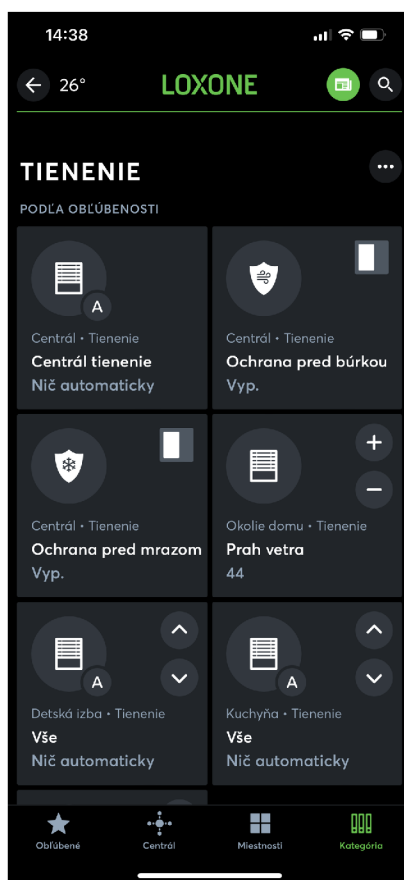 14:38
26°
LOXONE
TIENENIE
PODĽA OBĽÚBENOSTI
A
Centrál • Tienenie
Centrál tienenie
Nič automaticky
Centrál • Tienenie
Ochrana pred búrkou
Vyp.
Centrál • Tienenie
Ochrana pred mrazom
Vyp.
Okolie domu • Tienenie
Prah vetra
44
A
Detská izba • Tienenie
Vše
Nič automaticky
A
Kuchyňa • Tienenie
Vše
Nič automaticky
Obľúbené
Centrál
Miestnosti
Kategória